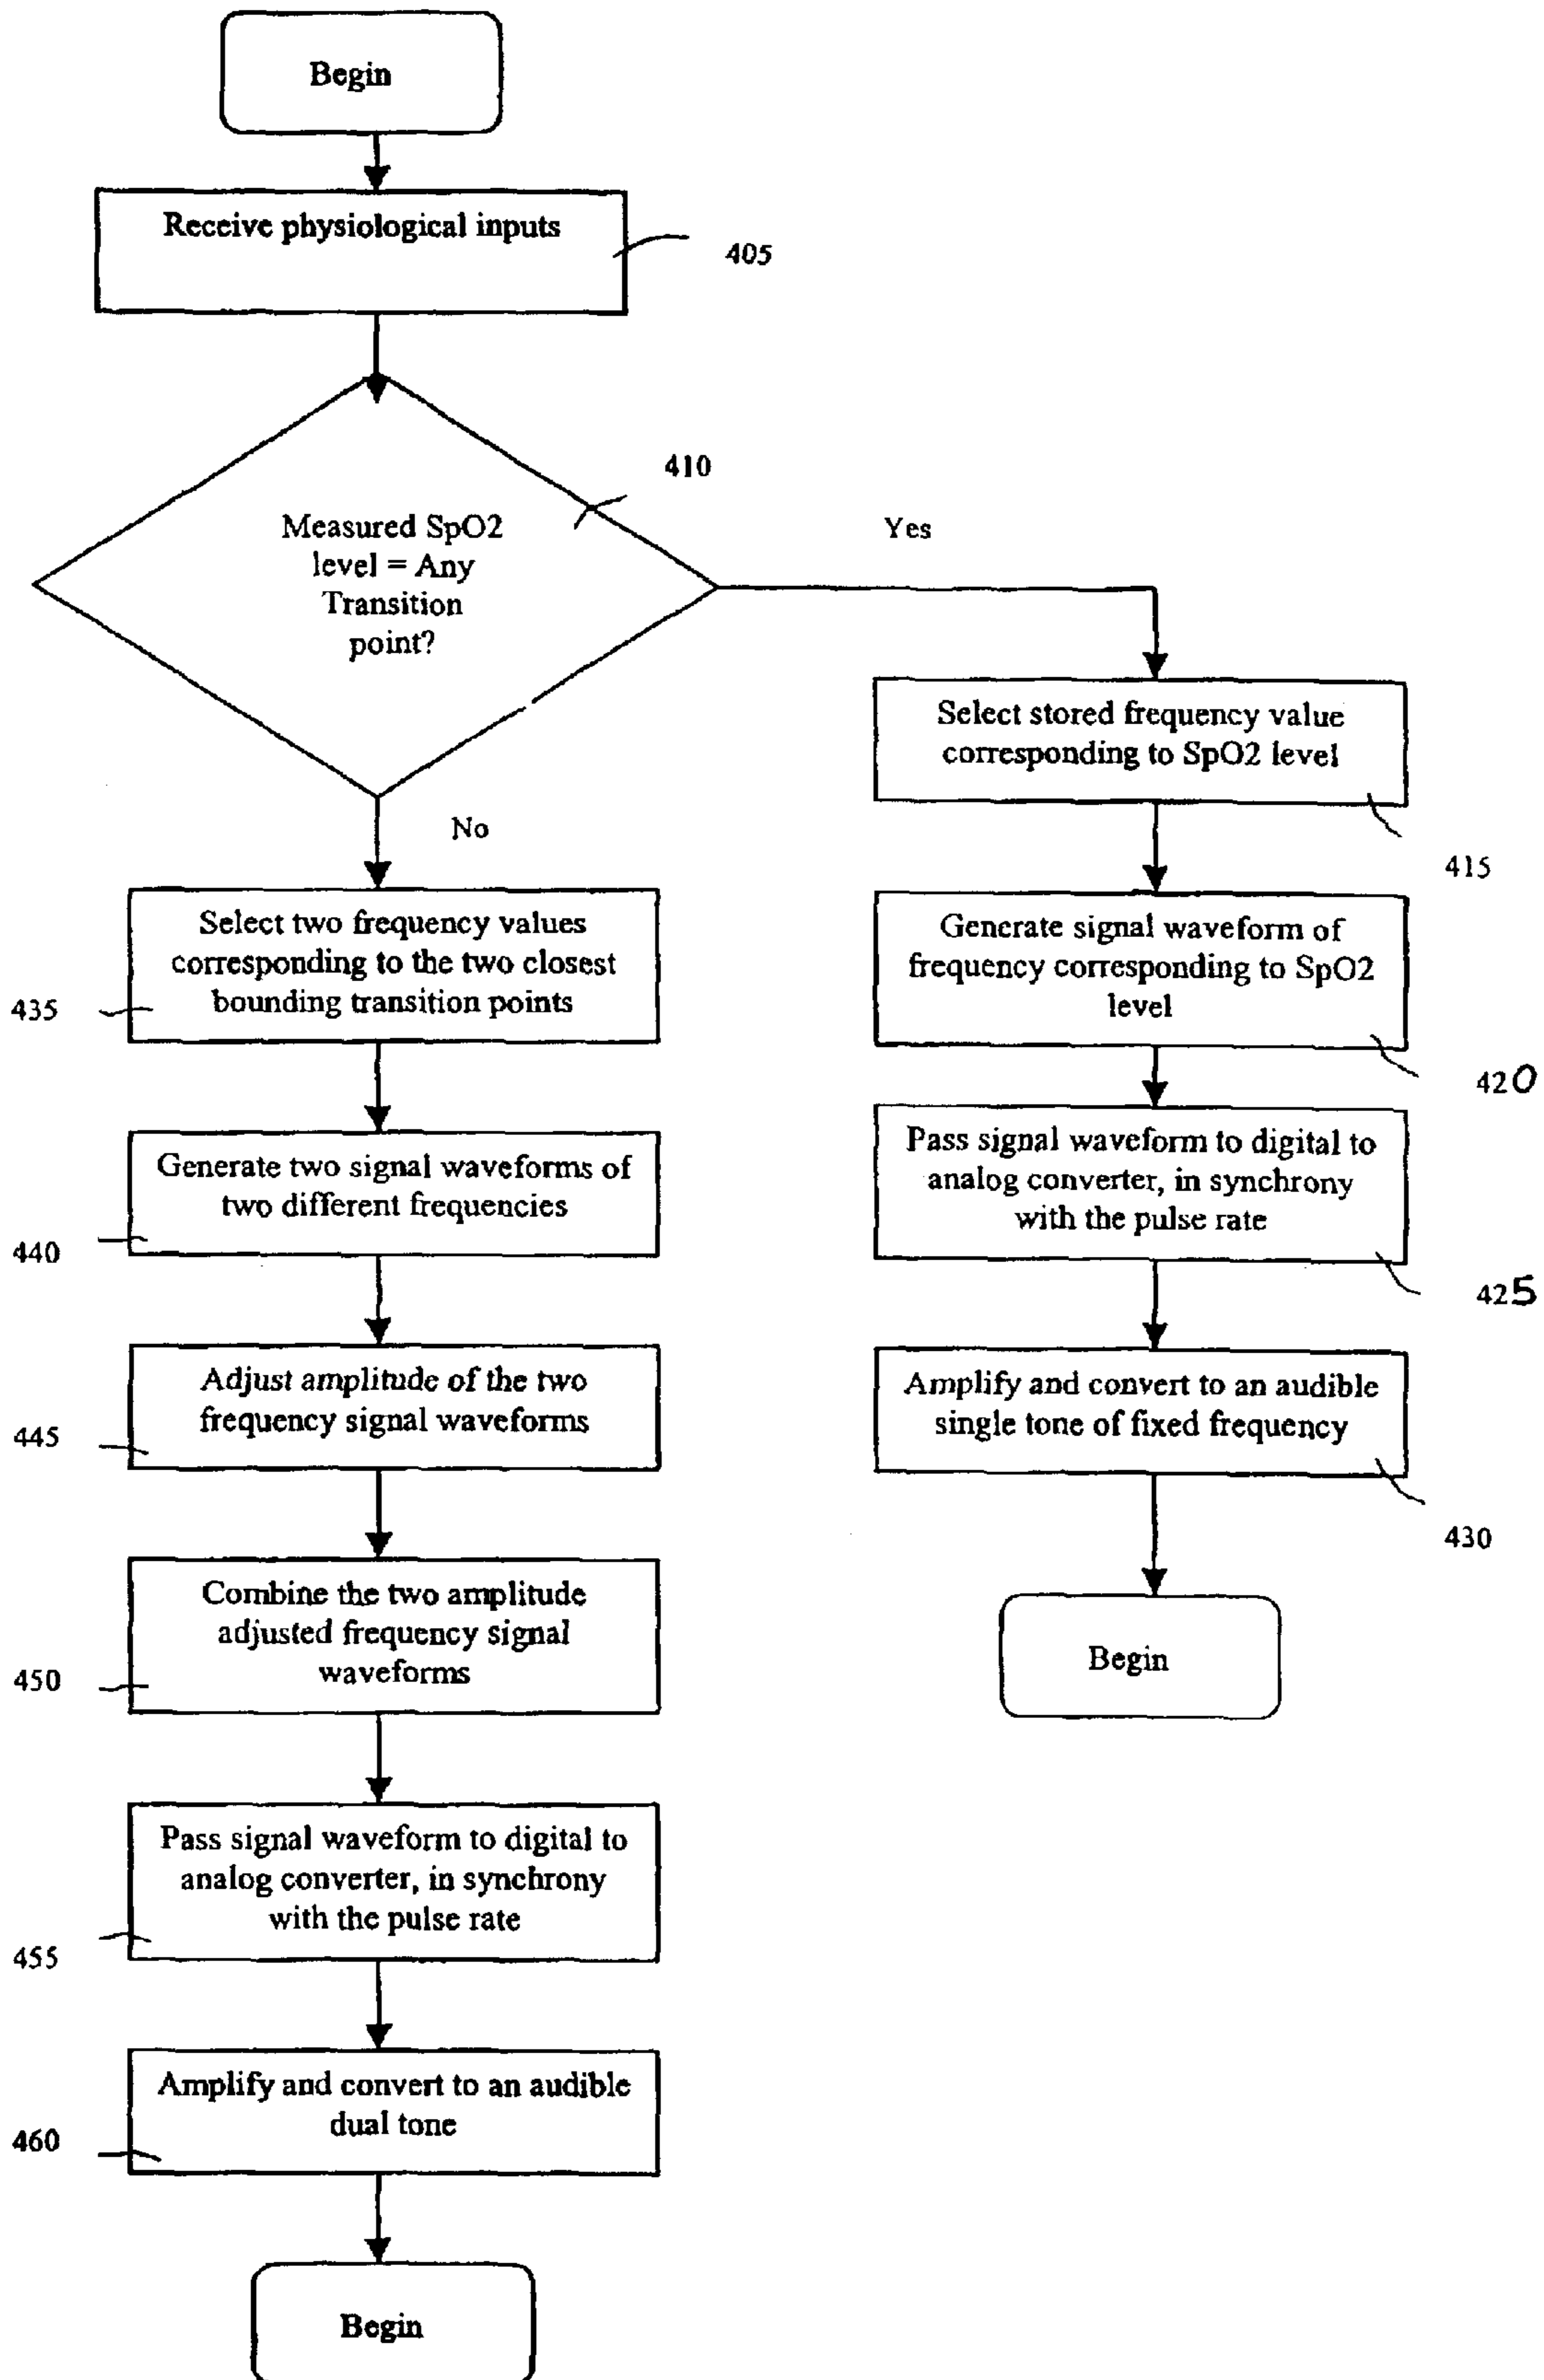 Begin
Receive physiological inputs
405
410
Measured SpO2
level = Any
Transition
point?
Yes
No
Select stored frequency value
corresponding to SpO2 level
415
Generate signal waveform of
frequency corresponding to SpO2
level
420
Pass signal waveform to digital to
analog converter, in synchrony
with the pulse rate
425
Amplify and convert to an audible
single tone of fixed frequency
430
Begin
Select two frequency values
corresponding to the two closest
bounding transition points
435
Generate two signal waveforms of
two different frequencies
440
Adjust amplitude of the two
frequency signal waveforms
445
Combine the two amplitude
adjusted frequency signal
waveforms
450
Pass signal waveform to digital to
analog converter, in synchrony
with the pulse rate
455
Amplify and convert to an audible
dual tone
460
Begin